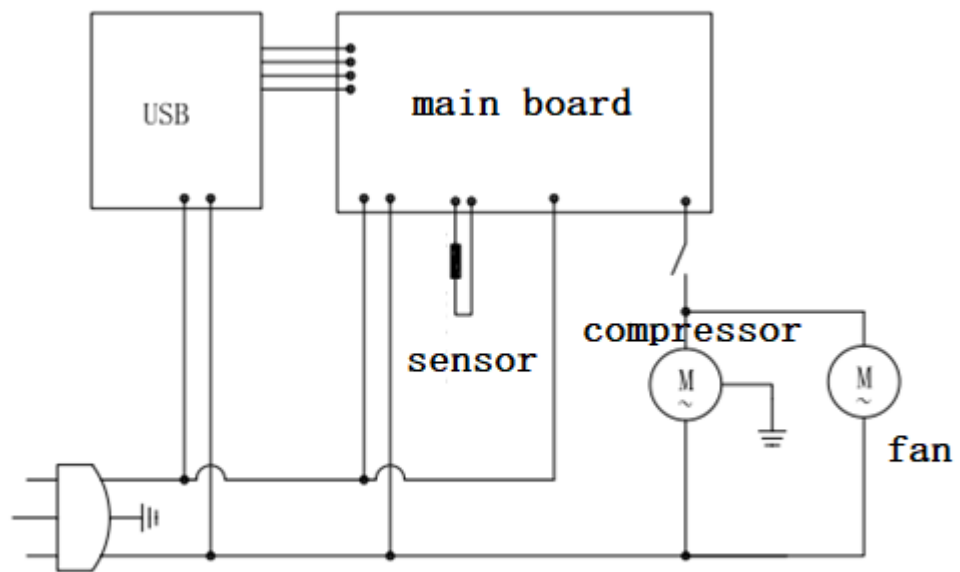 USB
main board
sensor
compressor
M
~
M
~
fan